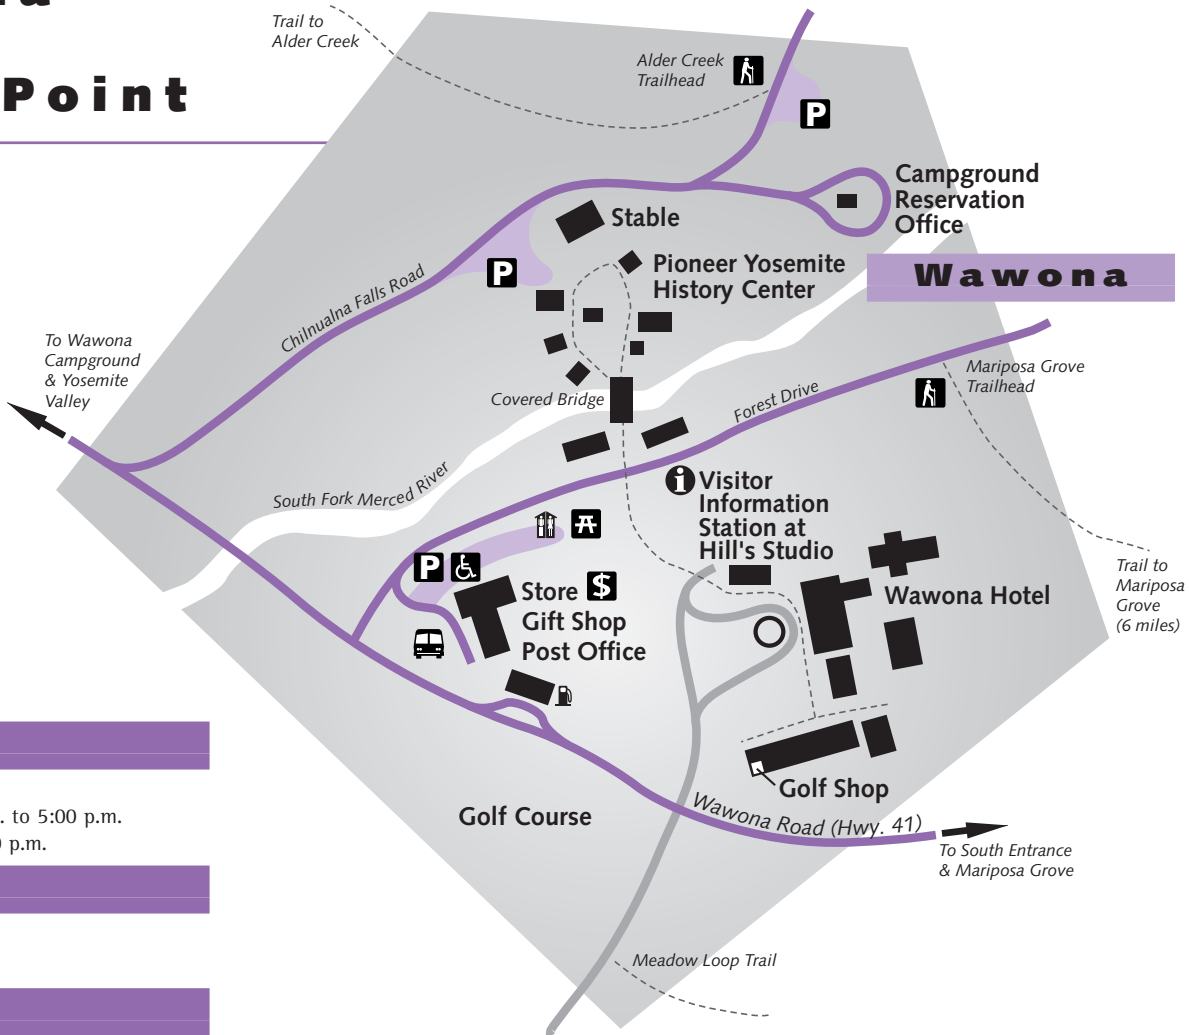 Point
Trail to
Alder Creek
Alder Creek
Trailhead
P
Campground
Reservation
Office
Stable
Pioneer Yosemite
History Center
Wawona
P
Chilnualna Falls Road
To Wawona
Campground
& Yosemite
Valley
Mariposa Grove
Trailhead
Covered Bridge
Forest Drive
South Fork Merced River
i Visitor
Information
Station at
Hill's Studio
P
Store $
Gift Shop
Post Office
Wawona Hotel
Trail to
Mariposa
Grove
(6 miles)
Golf Shop
Golf Course
Wawona Road (Hwy. 41)
To South Entrance
& Mariposa Grove
. to 5:00 p.m.
p.m.
Meadow Loop Trail